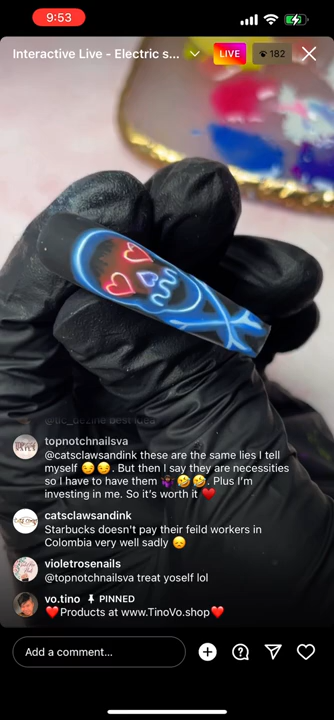 9:53
Interactive Live - Electric s...
LIVE
182
@tic_dezine best idea
topnotchnailsva
@catsclawsandink these are the same lies I tell
myself 😏😏. But then I say they are necessities
so I have to have them 🤷🏿‍♀️🤣🤣. Plus I'm
investing in me. So it's worth it ❤️
catsclawsandink
Starbucks doesn't pay their feild workers in
Colombia very well sadly 😞
violetrosenails
@topnotchnailsva treat yoself lol
vo.tino PINNED
❤️Products at www.TinoVo.shop❤️
Add a comment...